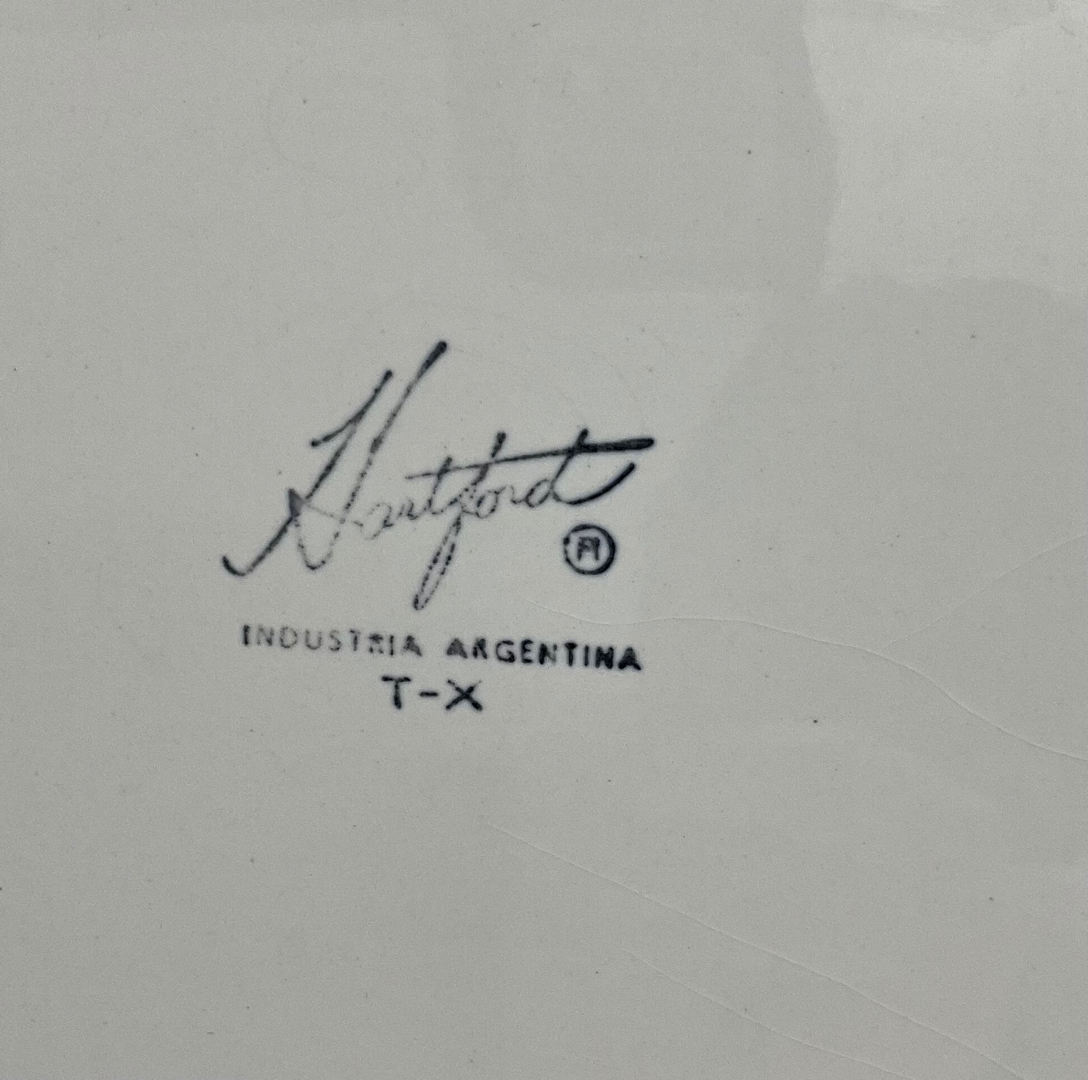 Hartford
®
INDUSTRIA ARGENTINA
T-X